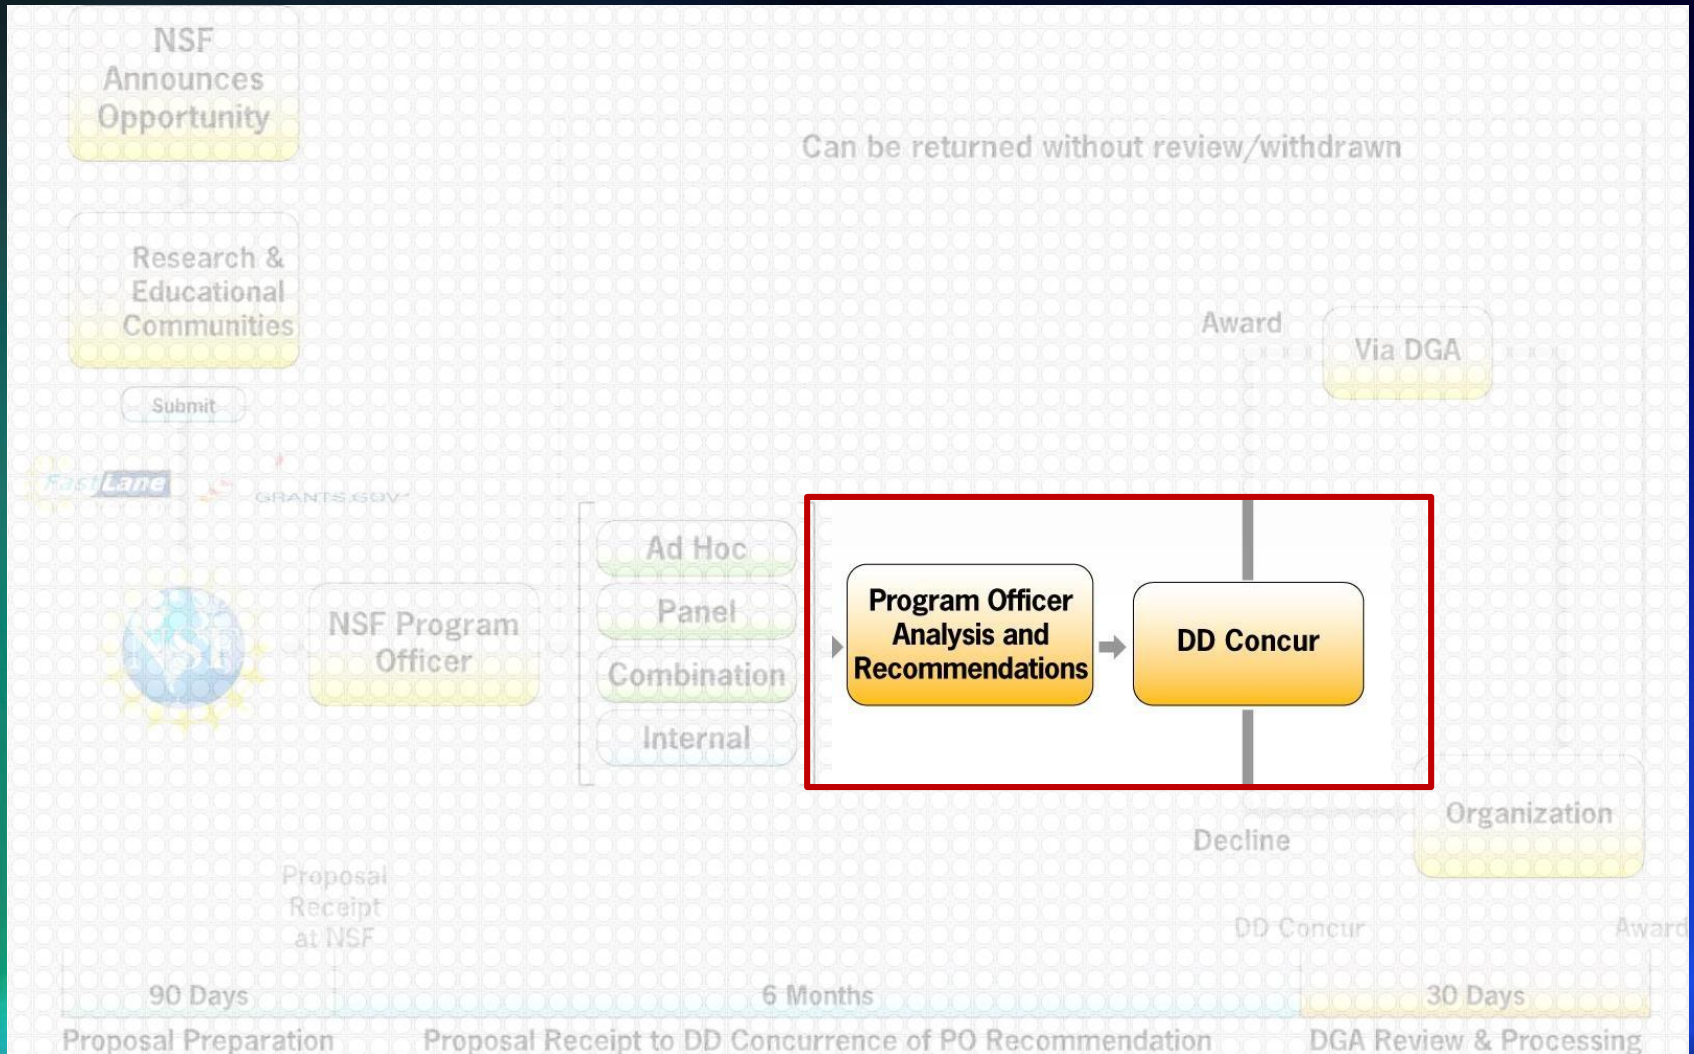 NSF
Announces
Opportunity
Can be returned without review/withdrawn
Research &
Educational
Communities
Award
Via DGA
Submit
FastLane
GRANTS.GOV
Ad Hoc
Panel
Combination
Internal
NSF
NSF Program
Officer
Program Officer
Analysis and
Recommendations
DD Concur
Organization
Decline
Proposal
Receipt
at NSF
DD Concur
Award
90 Days
6 Months
30 Days
Proposal Preparation
Proposal Receipt to DD Concurrence of PO Recommendation
DGA Review & Processing